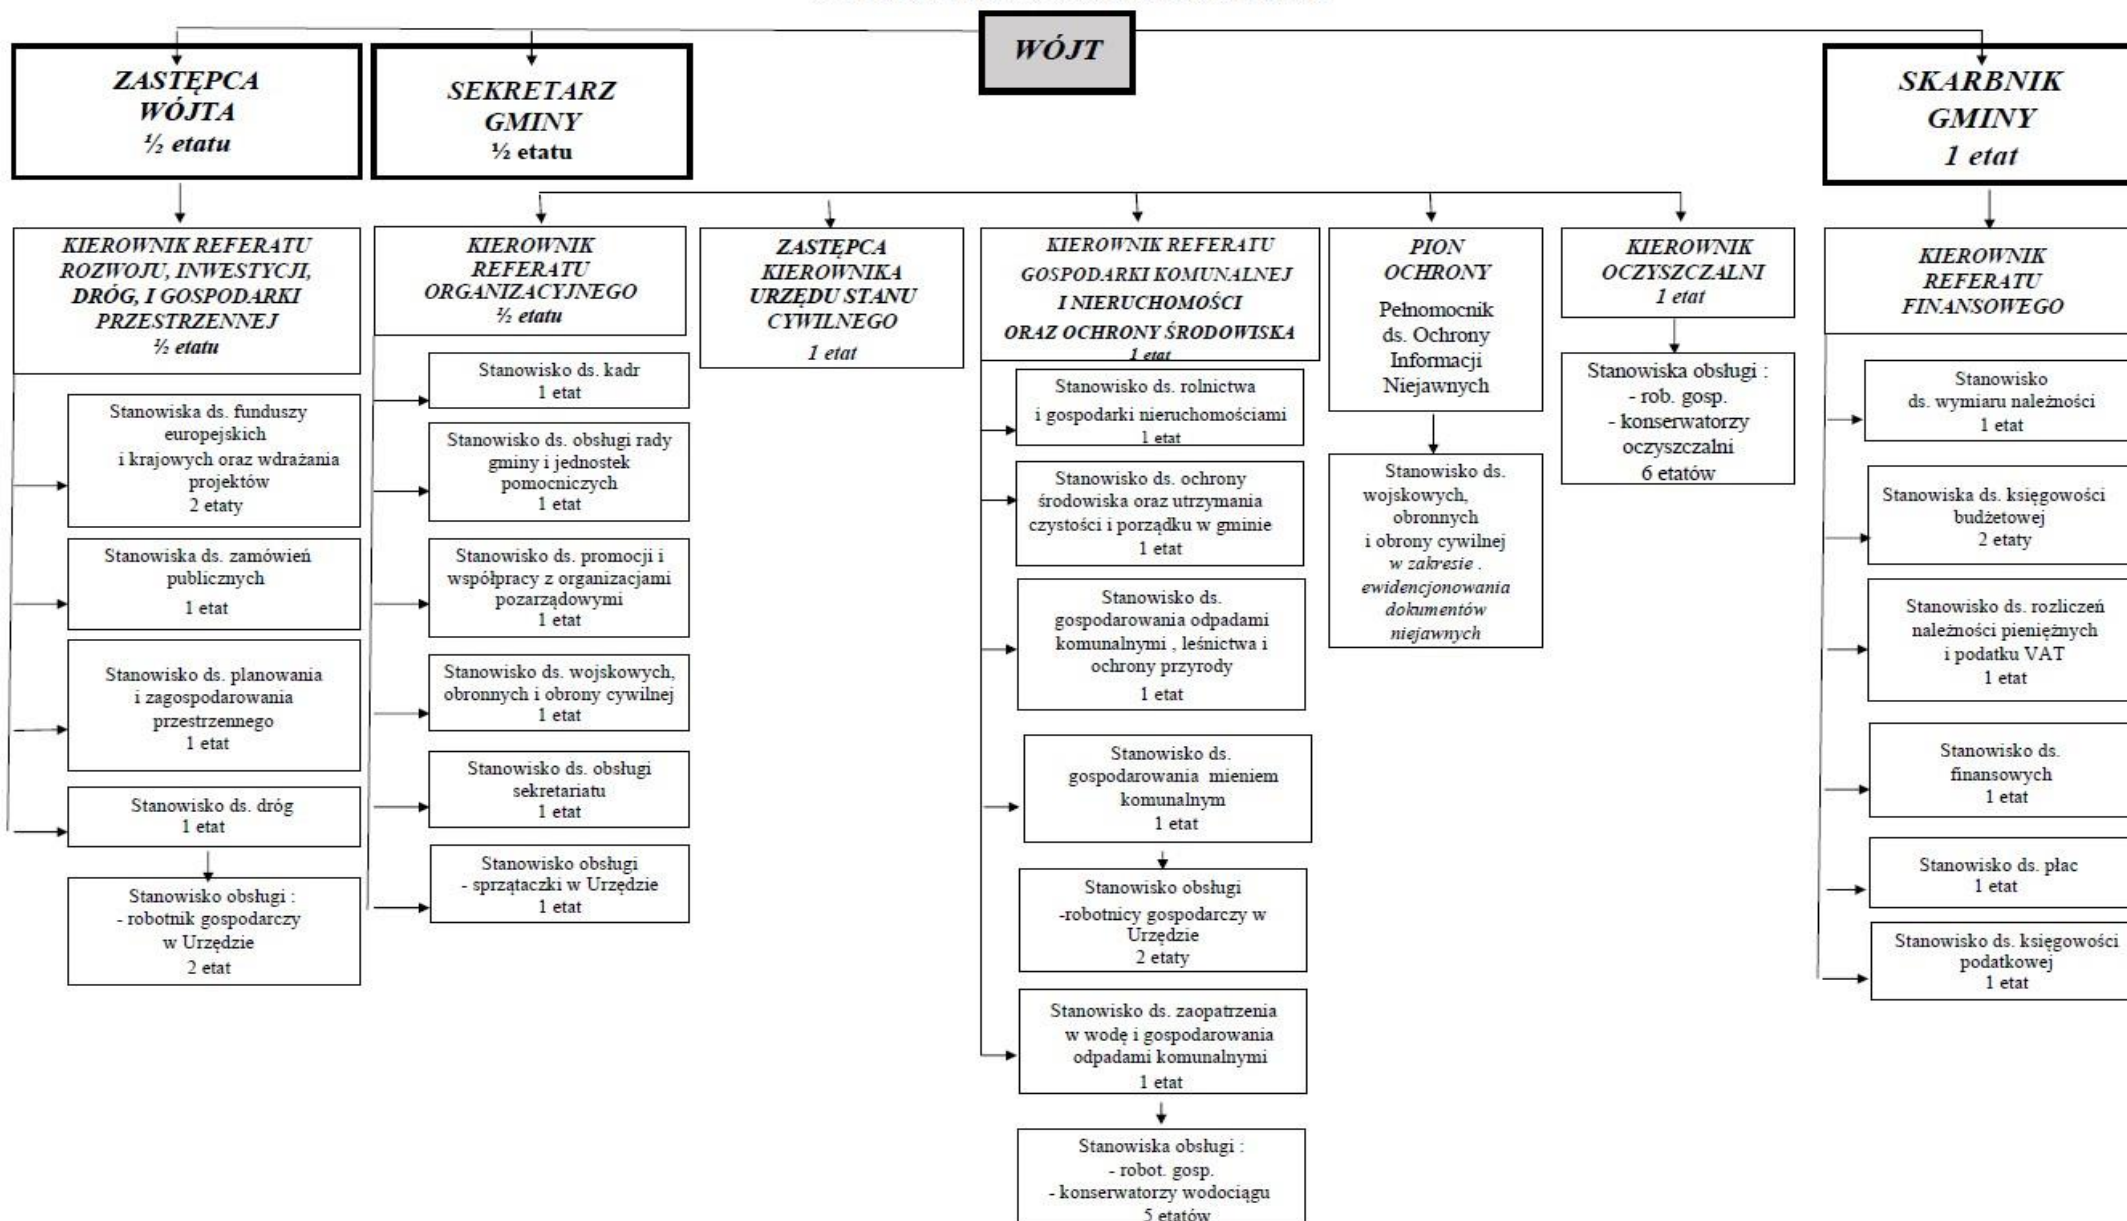 WÓJT
ZASTĘPCA
WÓJTA
½ etatu
SEKRETARZ
GMINY
½ etatu
SKARBNIK
GMINY
1 etat
KIEROWNIK REFERATU
ROZWOJU, INWESTYCJI,
DRÓG, I GOSPODARKI
PRZESTRZENNEJ
½ etatu
Stanowiska ds. funduszy
europejskich
i krajowych oraz wdrażania
projektów
2 etaty
Stanowiska ds. zamówień
publicznych
1 etat
Stanowisko ds. planowania
i zagospodarowania
przestrzennego
1 etat
Stanowisko ds. dróg
1 etat
Stanowisko obsługi :
- robotnik gospodarczy
w Urzędzie
2 etat
KIEROWNIK
REFERATU
ORGANIZACYJNEGO
½ etatu
Stanowisko ds. kadr
1 etat
Stanowisko ds. obsługi rady
gminy i jednostek
pomocniczych
1 etat
Stanowisko ds. promocji i
współpracy z organizacjami
pozarządowymi
1 etat
Stanowisko ds. wojskowych,
obronnych i obrony cywilnej
1 etat
Stanowisko ds. obsługi
sekretariatu
1 etat
Stanowisko obsługi
- sprzątaczki w Urzędzie
1 etat
ZASTĘPCA
KIEROWNIKA
URZĘDU STANU
CYWILNEGO
1 etat
KIEROWNIK REFERATU
GOSPODARKI KOMUNALNEJ
I NIERUCHOMOŚCI
ORAZ OCHRONY ŚRODOWISKA
1 etat
Stanowisko ds. rolnictwa
i gospodarki nieruchomościami
1 etat
Stanowisko ds. ochrony
środowiska oraz utrzymania
czystości i porządku w gminie
1 etat
Stanowisko ds.
gospodarowania odpadami
komunalnymi , leśnictwa i
ochrony przyrody
1 etat
Stanowisko ds.
gospodarowania mieniem
komunalnym
1 etat
Stanowisko obsługi
-robotnicy gospodarczy w
Urzędzie
2 etaty
Stanowisko ds. zaopatrzenia
w wodę i gospodarowania
odpadami komunalnymi
1 etat
Stanowiska obsługi :
- robot. gosp.
- konserwatorzy wodociągu
5 etatów
PION
OCHRONY
Pełnomocnik
ds. Ochrony
Informacji
Niejawnych
Stanowisko ds.
wojskowych,
obronnych
i obrony cywilnej
w zakresie .
ewidencjonowania
dokumentów
niejawnych
KIEROWNIK
OCZYSZCZALNI
1 etat
Stanowiska obsługi :
- rob. gosp.
- konserwatorzy
oczyszczalni
6 etatów
KIEROWNIK
REFERATU
FINANSOWEGO
Stanowisko
ds. wymiaru należności
1 etat
Stanowiska ds. księgowości
budżetowej
2 etaty
Stanowisko ds. rozliczeń
należności pieniężnych
i podatku VAT
1 etat
Stanowisko ds.
finansowych
1 etat
Stanowisko ds. płac
1 etat
Stanowisko ds. księgowości
podatkowej
1 etat